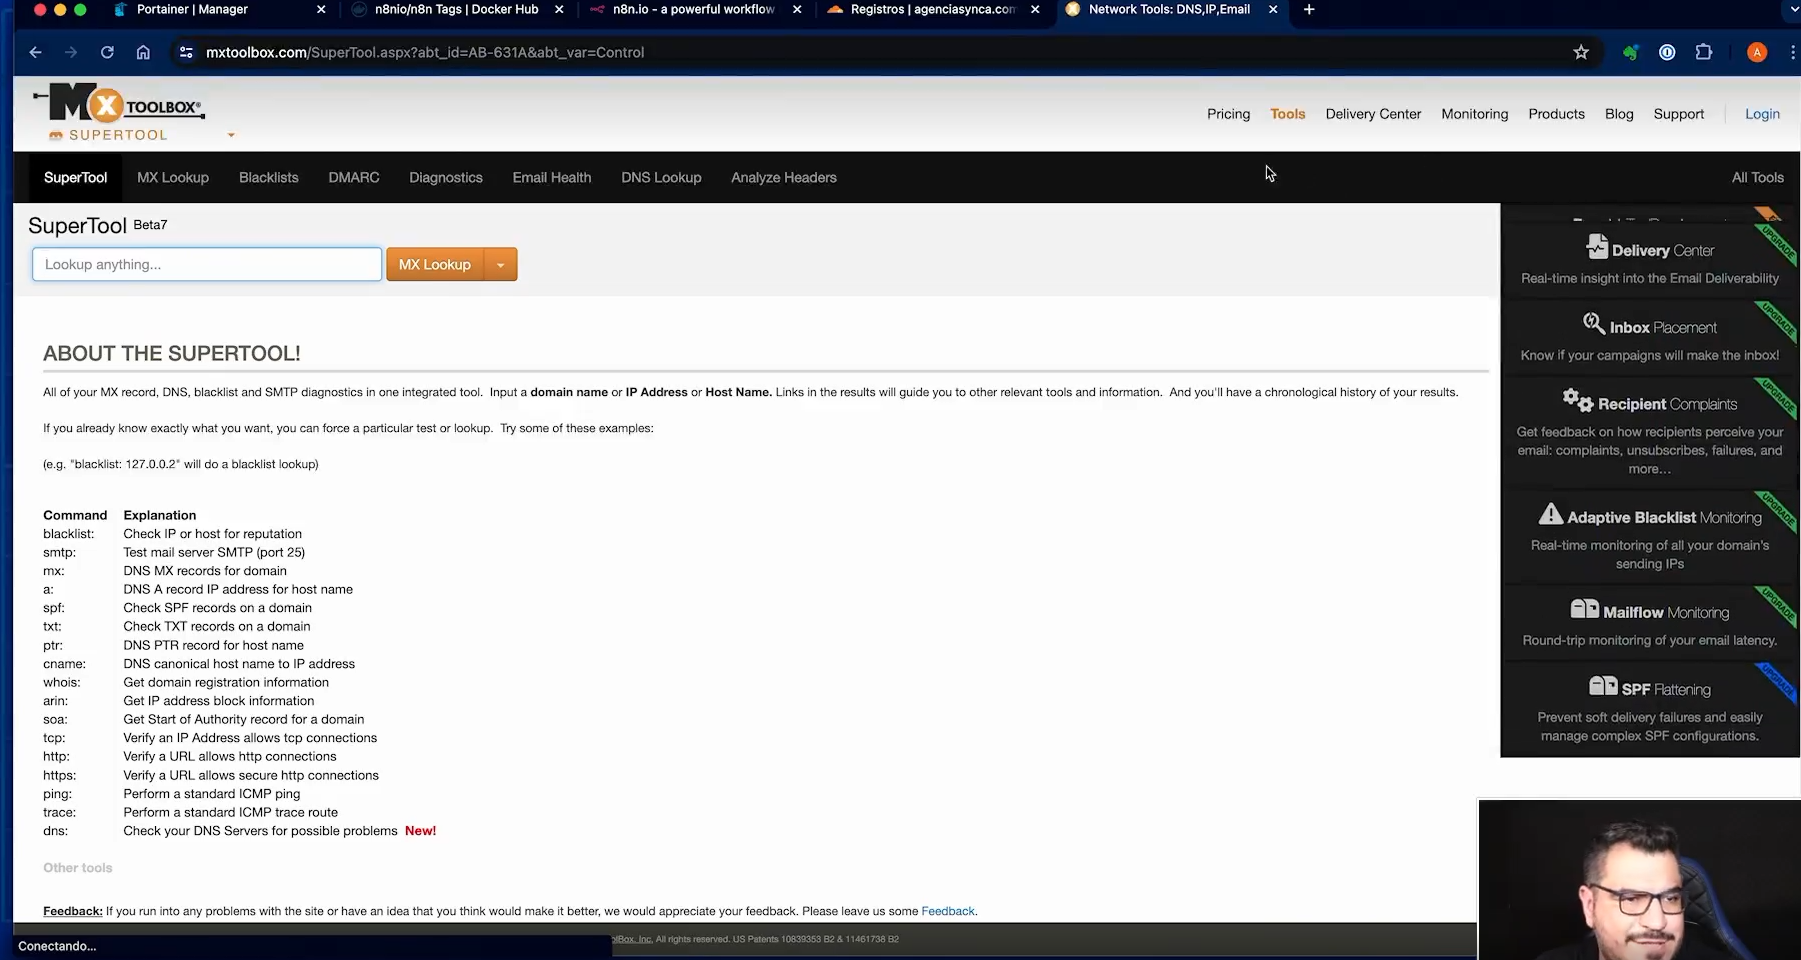 Portainer | Manager
n8nio/n8n Tags | Docker Hub
n8n.io - a powerful workflow
Registros | agenciasynca.com
Network Tools: DNS,IP,Email
mxtoolbox.com/SuperTool.aspx?abt_id=AB-631A&abt_var=Control
A
MX TOOLBOX®
SUPERTOOL
Pricing
Tools
Delivery Center
Monitoring
Products
Blog
Support
Login
SuperTool
MX Lookup
Blacklists
DMARC
Diagnostics
Email Health
DNS Lookup
Analyze Headers
All Tools
SuperTool Beta7
Lookup anything...
MX Lookup
ABOUT THE SUPERTOOL!
All of your MX record, DNS, blacklist and SMTP diagnostics in one integrated tool. Input a domain name or IP Address or Host Name. Links in the results will guide you to other relevant tools and information. And you'll have a chronological history of your results.
If you already know exactly what you want, you can force a particular test or lookup. Try some of these examples:
(e.g. "blacklist: 127.0.0.2" will do a blacklist lookup)
Command Explanation
blacklist: Check IP or host for reputation
smtp: Test mail server SMTP (port 25)
mx: DNS MX records for domain
a: DNS A record IP address for host name
spf: Check SPF records on a domain
txt: Check TXT records on a domain
ptr: DNS PTR record for host name
cname: DNS canonical host name to IP address
whois: Get domain registration information
arin: Get IP address block information
soa: Get Start of Authority record for a domain
tcp: Verify an IP Address allows tcp connections
http: Verify a URL allows http connections
https: Verify a URL allows secure http connections
ping: Perform a standard ICMP ping
trace: Perform a standard ICMP trace route
dns: Check your DNS Servers for possible problems New!
Other tools
Feedback: If you run into any problems with the site or have an idea that you think would make it better, we would appreciate your feedback. Please leave us some Feedback.
Delivery Center
UPGRADE
Real-time insight into the Email Deliverability
Inbox Placement
UPGRADE
Know if your campaigns will make the inbox!
Recipient Complaints
UPGRADE
Get feedback on how recipients perceive your
email: complaints, unsubscribes, failures, and
more...
Adaptive Blacklist Monitoring
UPGRADE
Real-time monitoring of all your domain's
sending IPs
Mailflow Monitoring
UPGRADE
Round-trip monitoring of your email latency.
SPF Flattening
UPGRADE
Prevent soft delivery failures and easily
manage complex SPF configurations.
Conectando...
Inc, All rights reserved. US Patents 10839353 B2 & 11461738 B2